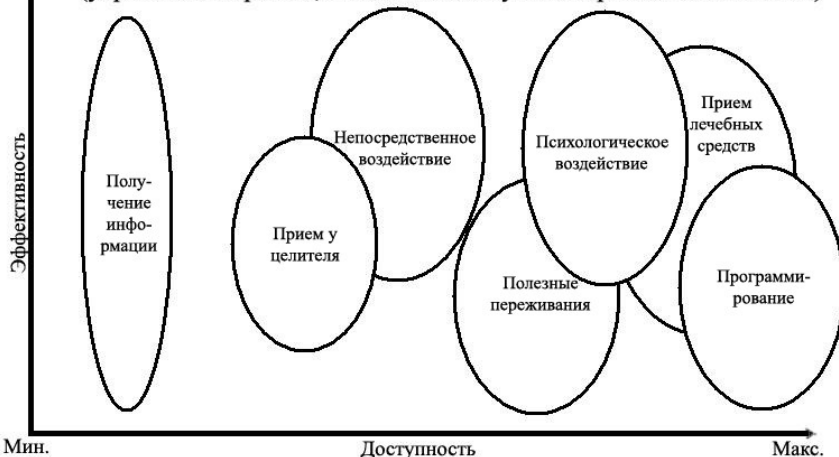 Эффективность
Полу-
чение
инфо-
рмации
Прием у
целителя
Непосредственное
воздействие
Полезные
переживания
Психологическое
воздействие
Прием
лечебных
средств
Программи-
рование
Мин.
Доступность
Макс.